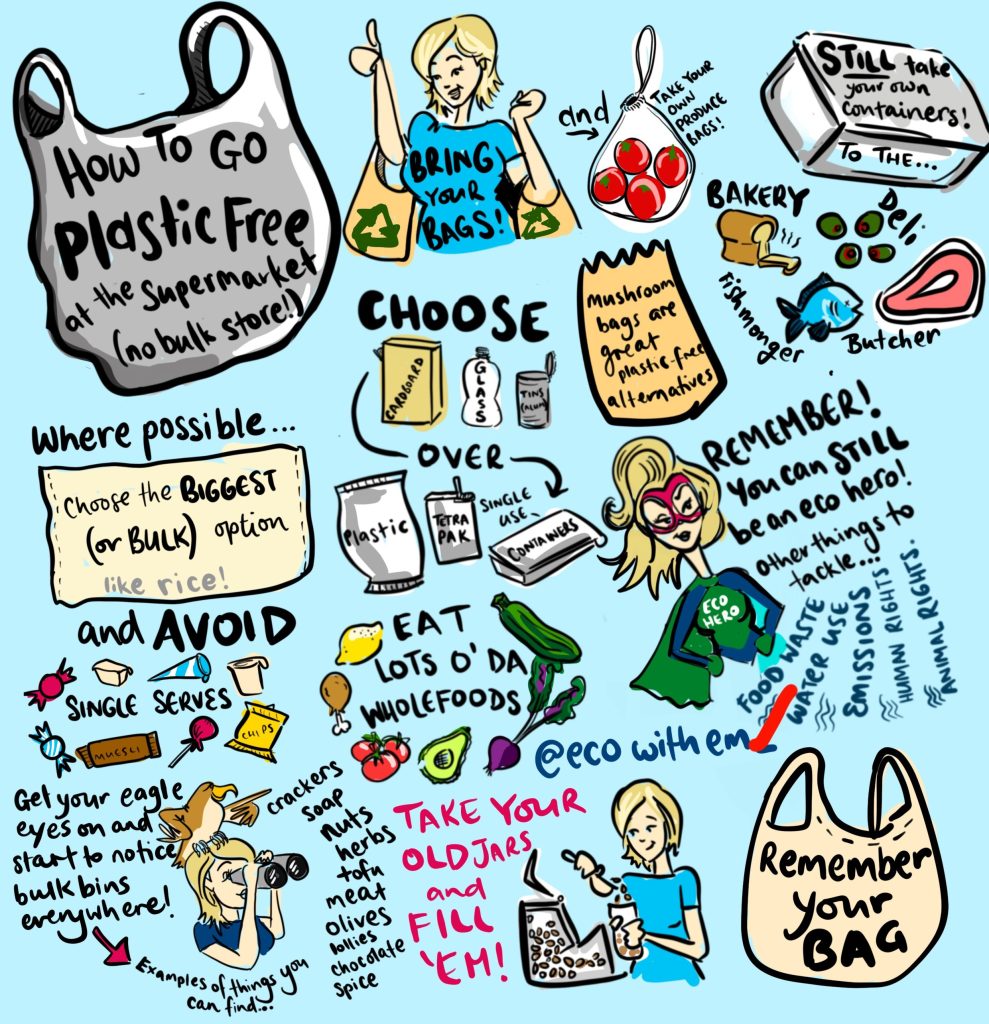 HOW TO GO
Plastic Free
at the Supermarket
(no bulk store!)
BRING
Your
BAGS!
and
TAKE YOUR
OWN
PRODUCE
BAGS!
STILL take
your own
containers!
TO THE...
BAKERY
Deli
Fishmonger
Butcher
CHOOSE
CARDBOARD
GLASS
TINS
(ALUM)
OVER
Plastic
TETRA
PAK
SINGLE
USE
CONTAINERS
Mushroom
bags are
great
plastic-free
alternatives
Where possible...
Choose the BIGGEST
(or BULK) option
like rice!
and AVOID
SINGLE SERVES
MUESLI
CHIPS
EAT
LOTS O' DA
WHOLEFOODS
REMEMBER!
You can STILL
be an eco hero!
other things to
tackle...
ECO
HERO
FOOD WASTE
WATER USE
EMISSIONS
HUMAN RIGHTS
ANIMAL RIGHTS.
@eco with em
Get your eagle
eyes on and
start to notice
bulk bins
everywhere!
Examples of things you
can find...
crackers
soap
nuts
herbs
tofu
meat
olives
lollies
chocolate
spice
TAKE YOUR
OLD JARS
and
FILL
'EM!
Remember
your
BAG